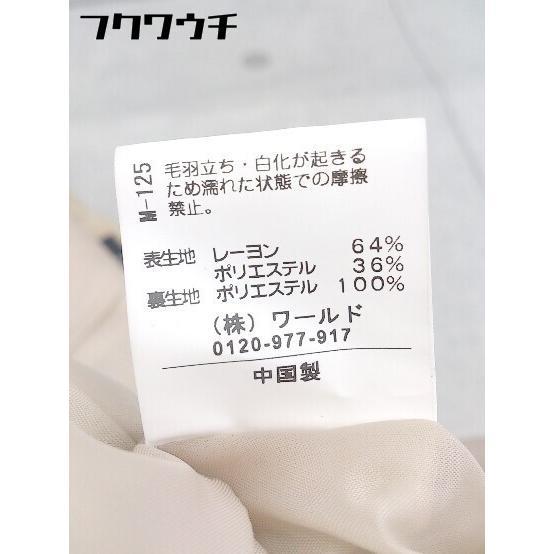 フクワウチ
M-125
毛羽立ち・白化が起きる
ため濡れた状態での摩擦
禁止。
表生地 レーヨン 64%
ポリエステル 36%
裏生地 ポリエステル 100%
(株) ワールド
0120-977-917
中国製